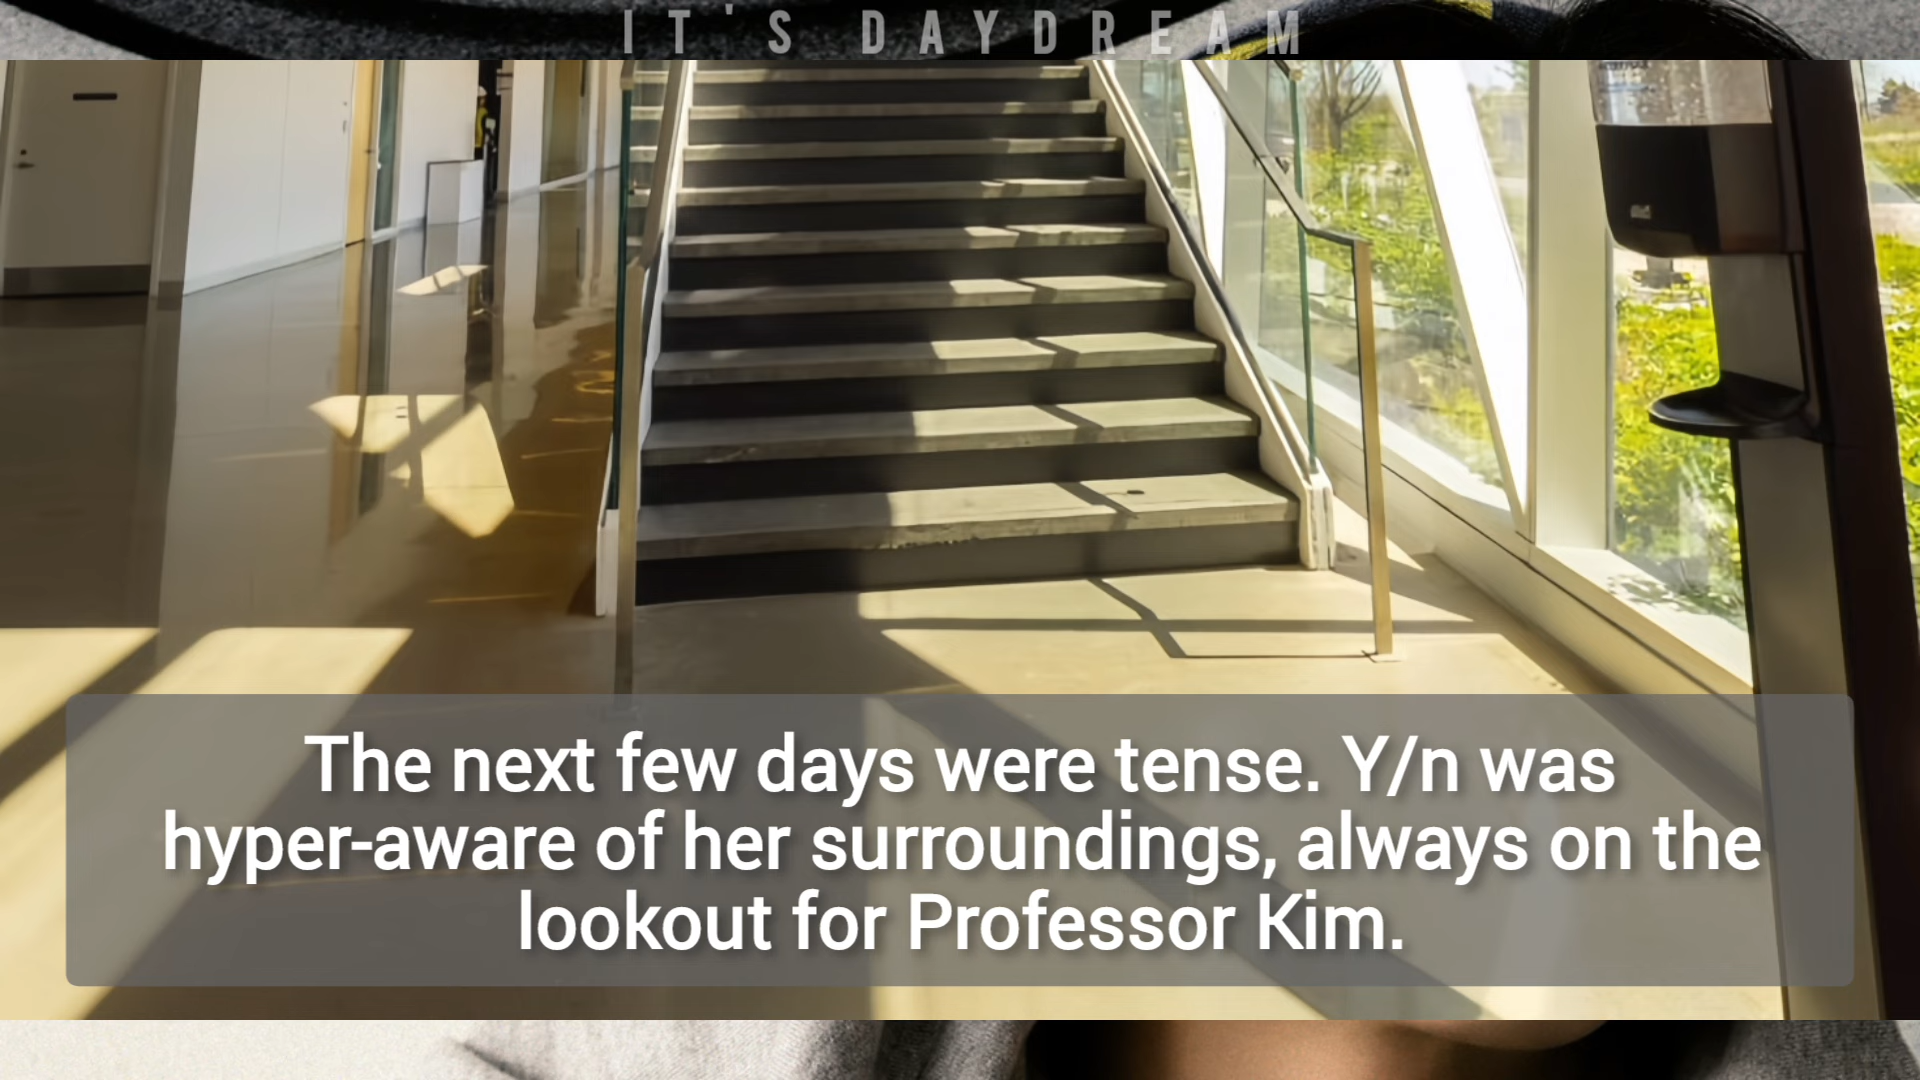 IT'S DAYDREAM
The next few days were tense. Y/n was
hyper-aware of her surroundings, always on the
lookout for Professor Kim.